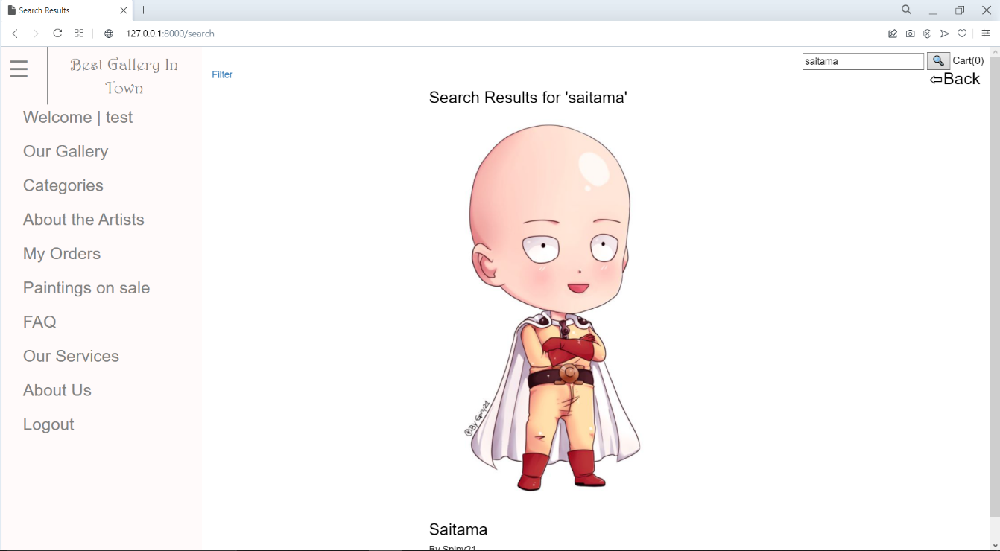 Search Results
127.0.0.1:8000/search
Best Gallery In
Town
saitama
Cart(0)
Filter
⇦Back
Search Results for 'saitama'
Welcome | test
Our Gallery
Categories
About the Artists
My Orders
Paintings on sale
FAQ
Our Services
About Us
Logout
©By Spiny21
Saitama
By Spiny21